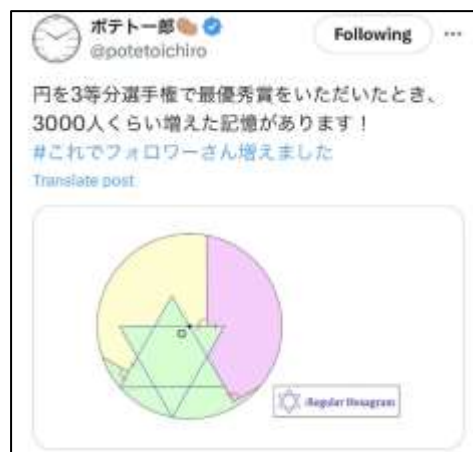 ポテト一郎🥔
@potetoichiro
Following
円を3等分選手権で最優秀賞をいただいたとき、
3000人くらい増えた記憶があります！
#これでフォロワーさん増えました
Translate post
O
:Regular Hexagram